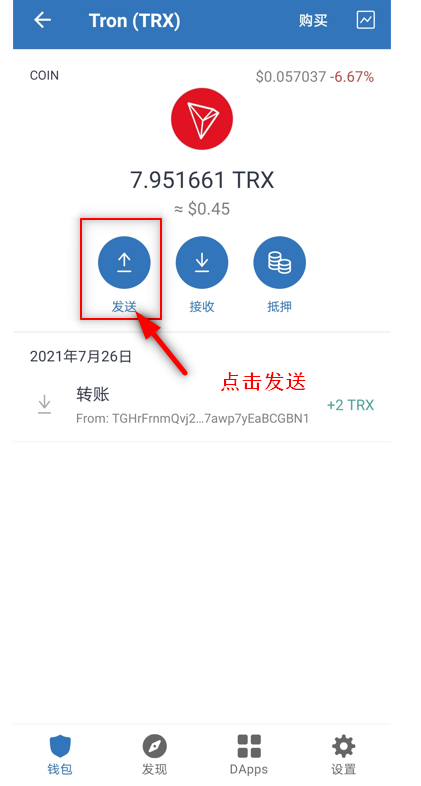 Tron (TRX) 购买
COIN $0.057037 -6.67%
7.951661 TRX
≈ $0.45
发送 接收 抵押
2021年7月26日
点击发送
转账
+2 TRX
From: TGHrFrnmQvj2...7awp7yEaBCGBN1
钱包 发现 DApps 设置